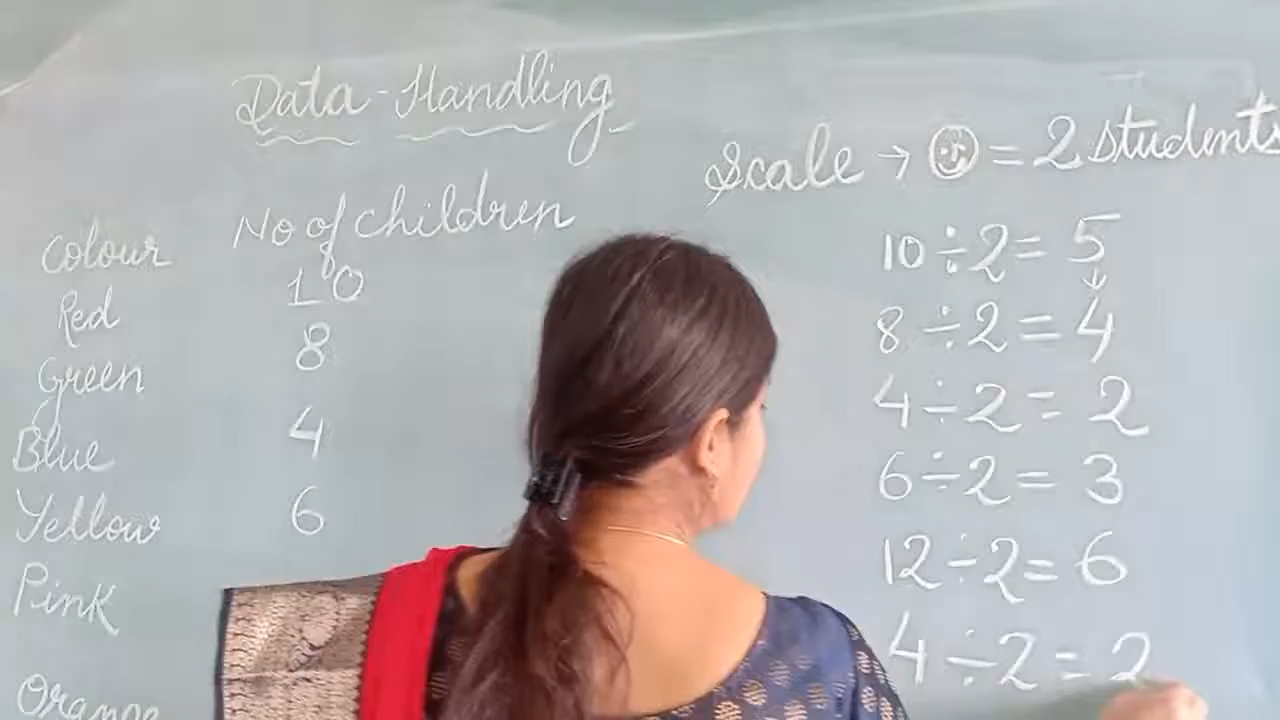 Data-Handling
Colour No of children
Red 10
Green 8
Blue 4
Yellow 6
Pink
Orange
Scale → = 2 students
10 ÷ 2 = 5
8 ÷ 2 = 4
4 ÷ 2 = 2
6 ÷ 2 = 3
12 ÷ 2 = 6
4 ÷ 2 = 2